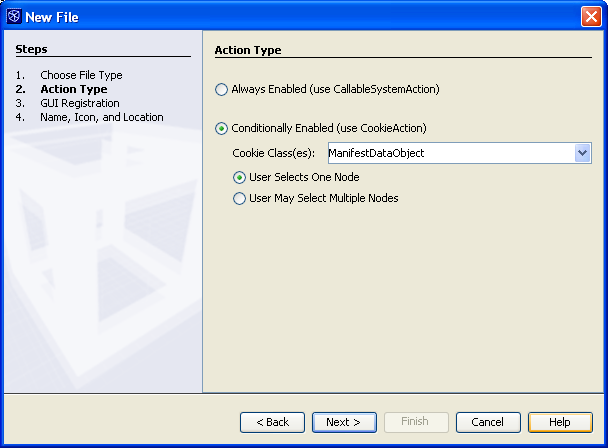 New File
Steps
1. Choose File Type
2. Action Type
3. GUI Registration
4. Name, Icon, and Location
Action Type
Always Enabled (use CallableSystemAction)
Conditionally Enabled (use CookieAction)
Cookie Class(es): ManifestDataObject
User Selects One Node
User May Select Multiple Nodes
< Back Next > Finish Cancel Help